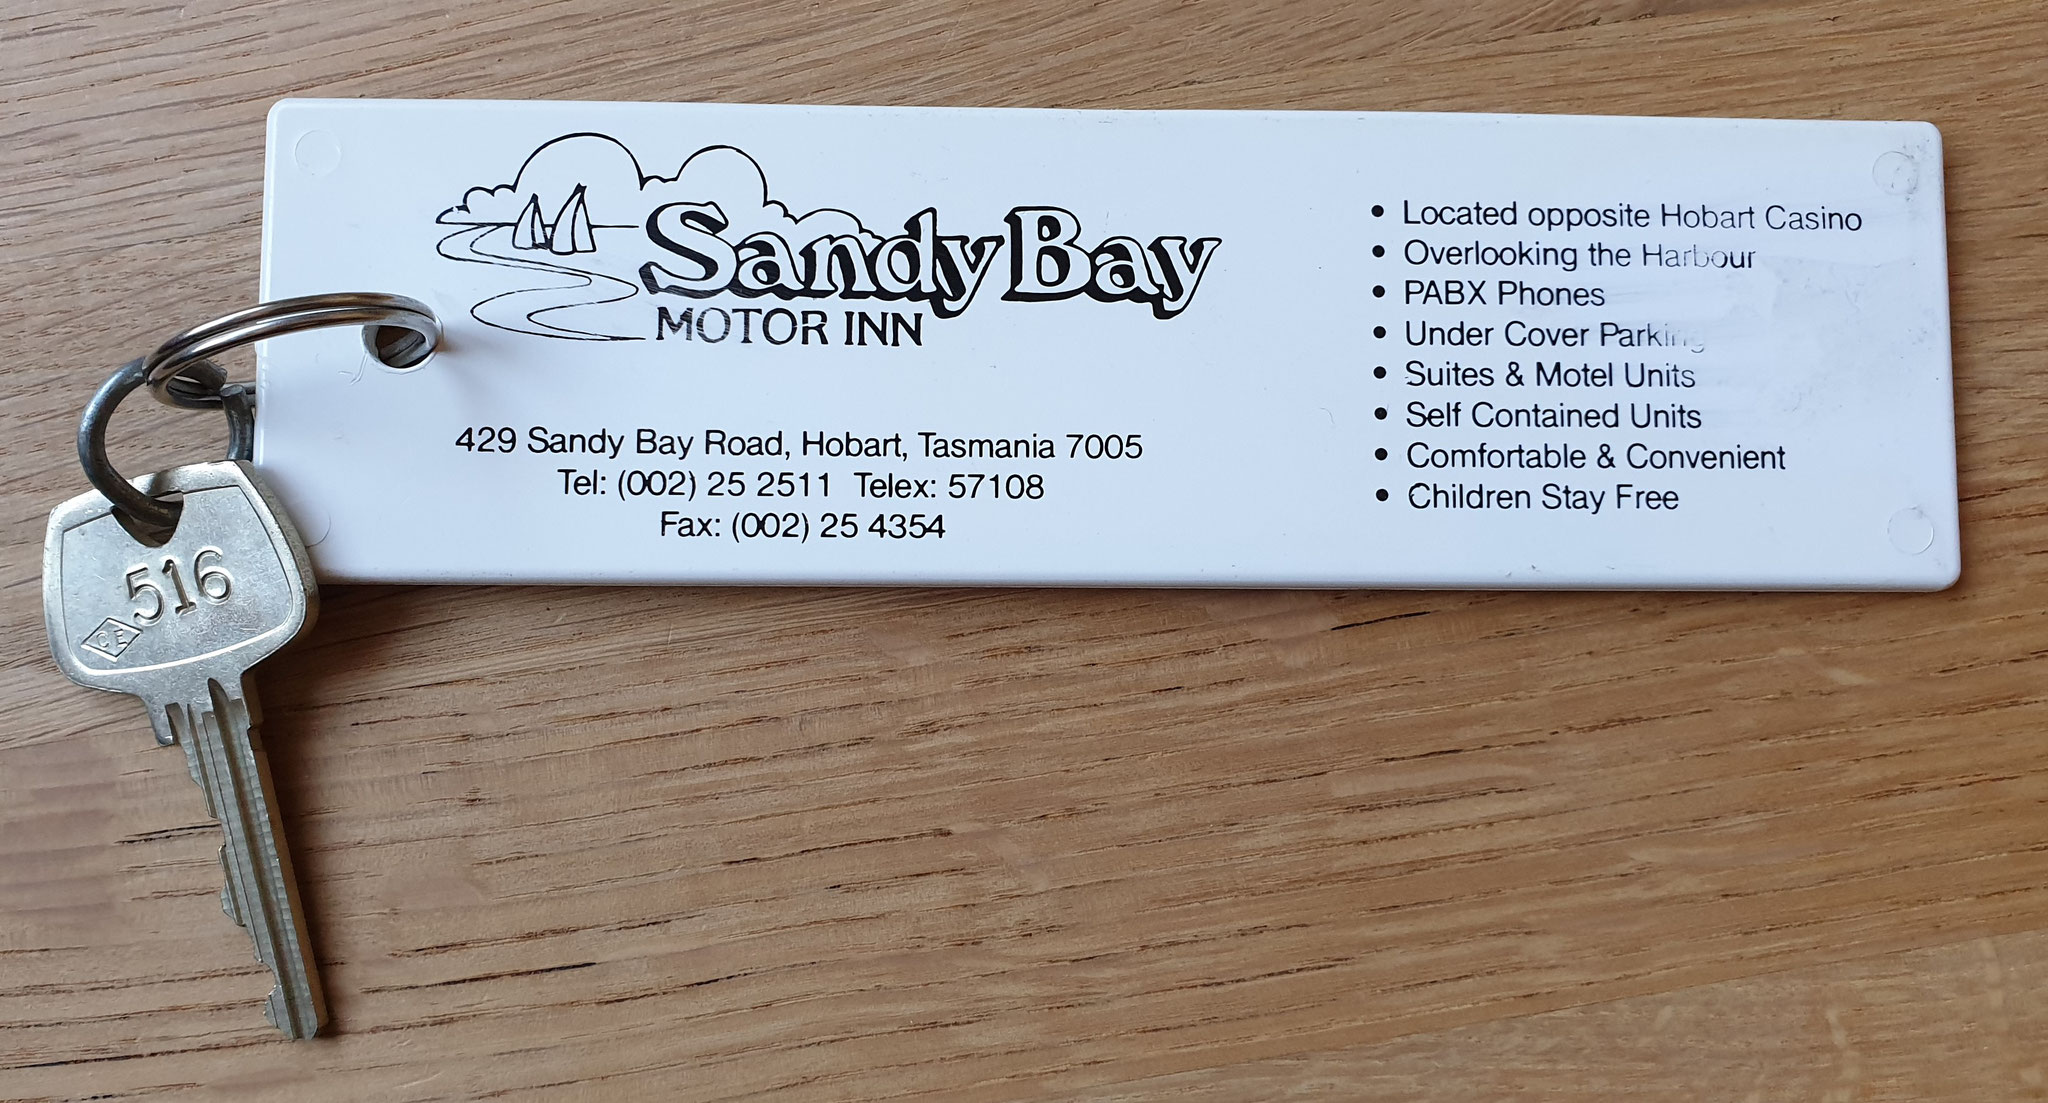 Sandy Bay
MOTOR INN
429 Sandy Bay Road, Hobart, Tasmania 7005
Tel: (002) 25 2511 Telex: 57108
Fax: (002) 25 4354
• Located opposite Hobart Casino
• Overlooking the Harbour
• PABX Phones
• Under Cover Parking
• Suites & Motel Units
• Self Contained Units
• Comfortable & Convenient
• Children Stay Free
516
CE